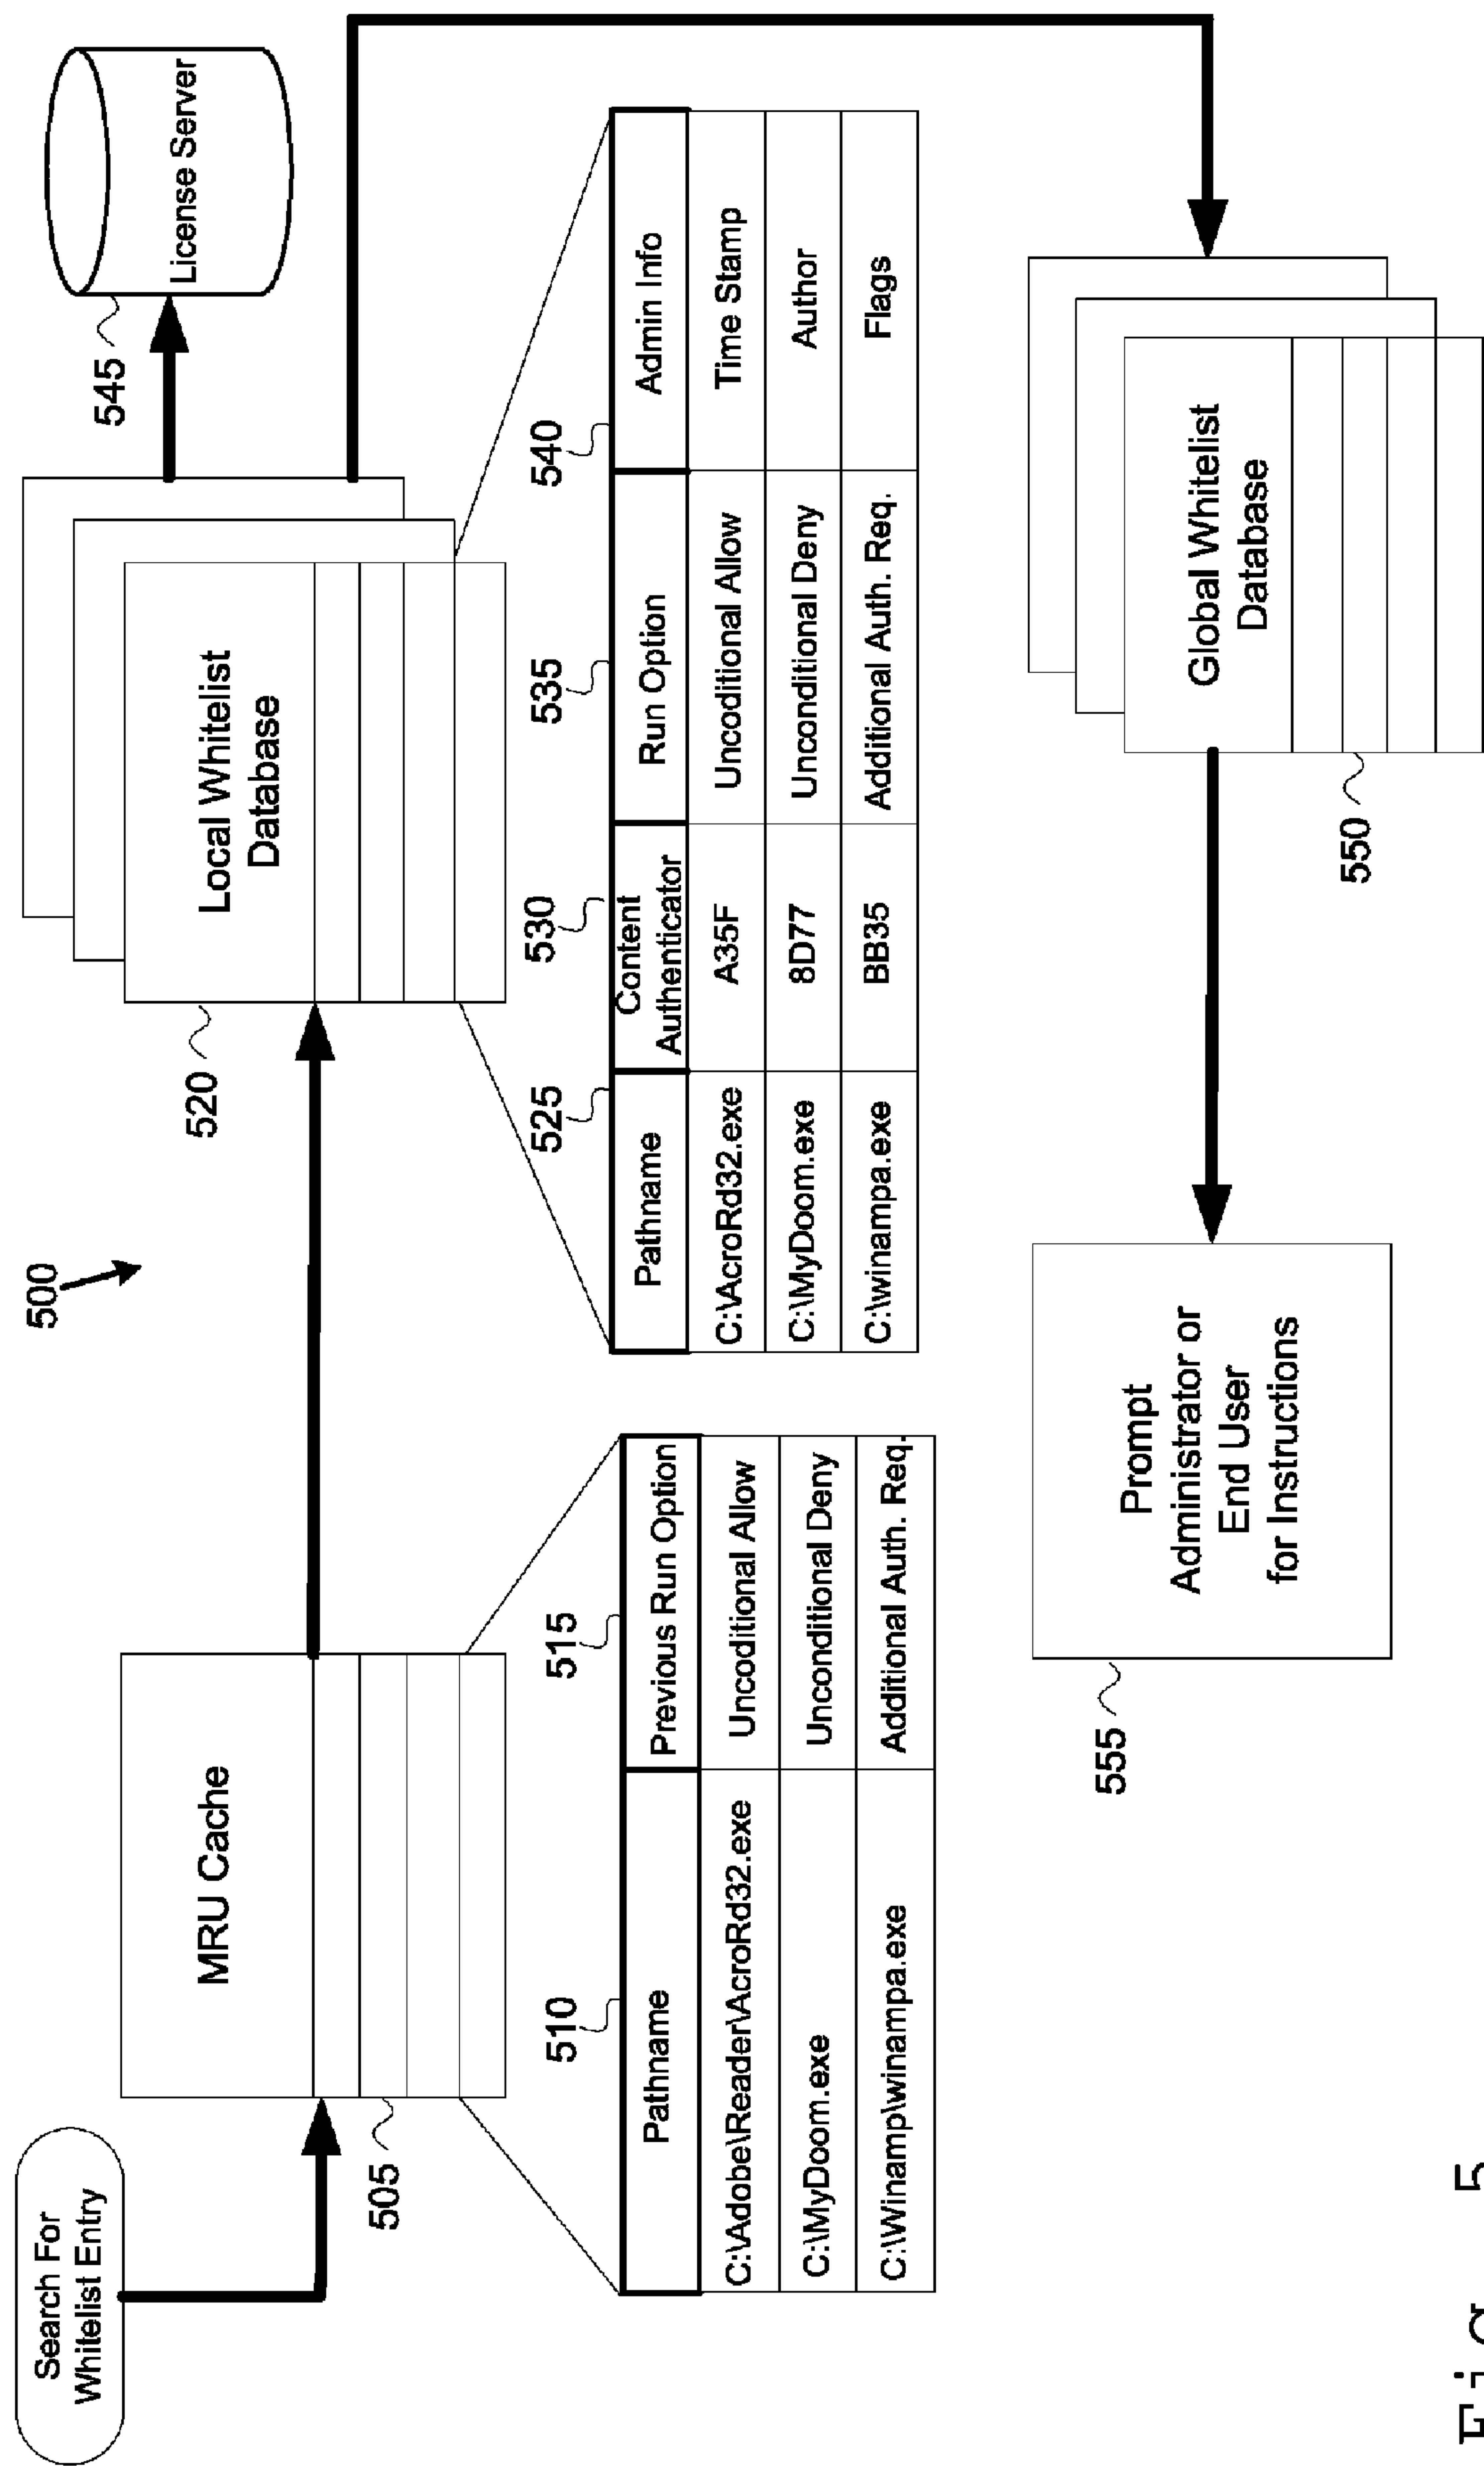 500
Search For
Whitelist Entry
MRU Cache
505
Local Whitelist
Database
520
License Server
545
510
515
Pathname
Previous Run Option
C:\Adobe\Reader\AcroRd32.exe
Uncoditional Allow
C:\MyDoom.exe
Unconditional Deny
C:\Winamp\winampa.exe
Additional Auth. Req.
525
530
535
540
Pathname
Content
Authenticator
Run Option
Admin Info
C:\AcroRd32.exe
A35F
Uncoditional Allow
Time Stamp
C:\MyDoom.exe
8D77
Unconditional Deny
Author
C:\winampa.exe
BB35
Additional Auth. Req.
Flags
Prompt
Administrator or
End User
for Instructions
555
Global Whitelist
Database
550
Fig. 5